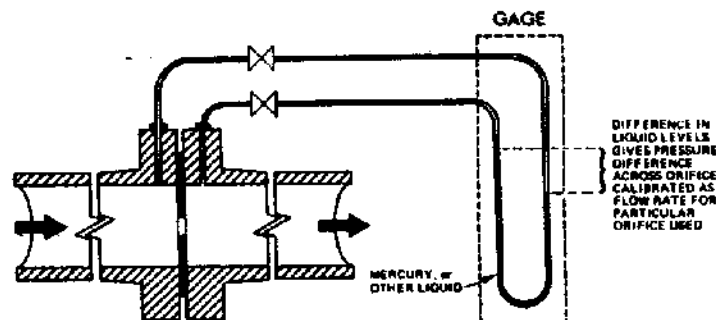 GAGE
DIFFERENCE IN
LIQUID LEVELS
GIVES PRESSURE
DIFFERENCE
ACROSS ORIFICE
CALIBRATED AS
FLOW RATE FOR
PARTICULAR
ORIFICE USED
MERCURY, or
OTHER LIQUID